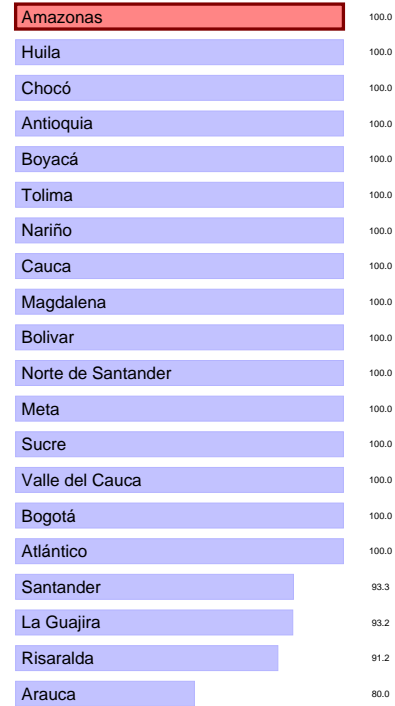 Amazonas 100.0
Huila 100.0
Chocó 100.0
Antioquia 100.0
Boyacá 100.0
Tolima 100.0
Nariño 100.0
Cauca 100.0
Magdalena 100.0
Bolivar 100.0
Norte de Santander 100.0
Meta 100.0
Sucre 100.0
Valle del Cauca 100.0
Bogotá 100.0
Atlántico 100.0
Santander 93.3
La Guajira 93.2
Risaralda 91.2
Arauca 80.0